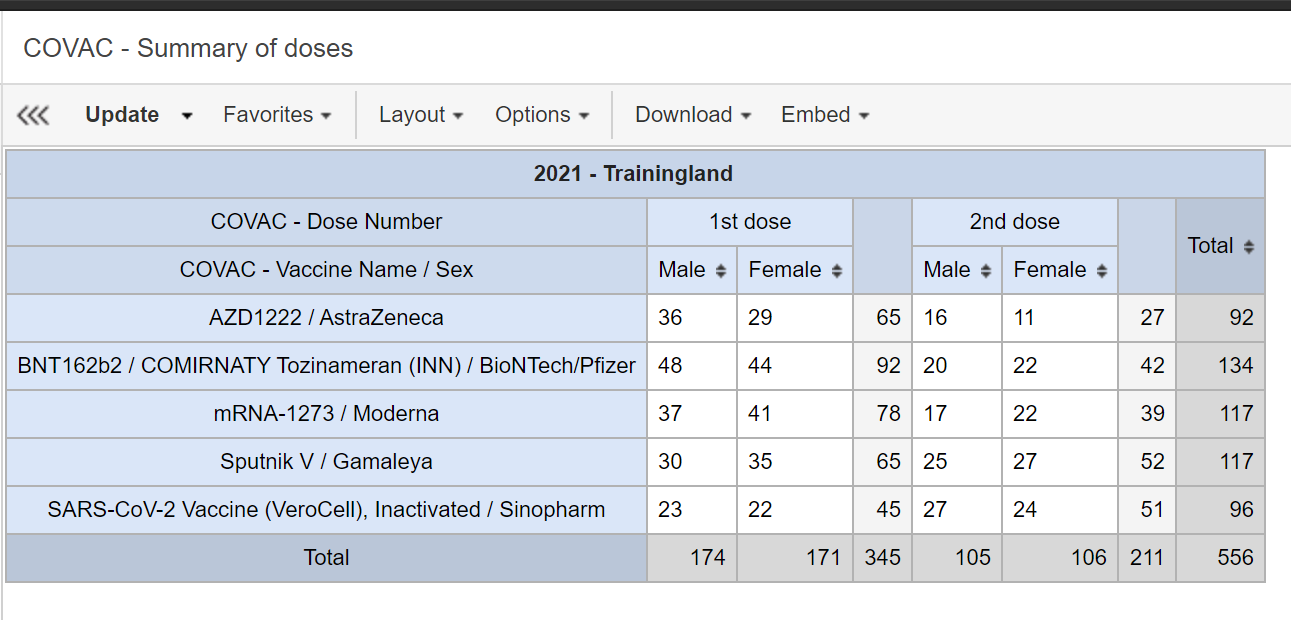 COVAC - Summary of doses
Update Favorites Layout Options Download Embed
2021 - Trainingland
COVAC - Dose Number 1st dose 2nd dose Total
COVAC - Vaccine Name / Sex Male Female Male Female
AZD1222 / AstraZeneca 36 29 65 16 11 27 92
BNT162b2 / COMIRNATY Tozinameran (INN) / BioNTech/Pfizer 48 44 92 20 22 42 134
mRNA-1273 / Moderna 37 41 78 17 22 39 117
Sputnik V / Gamaleya 30 35 65 25 27 52 117
SARS-CoV-2 Vaccine (VeroCell), Inactivated / Sinopharm 23 22 45 27 24 51 96
Total 174 171 345 105 106 211 556